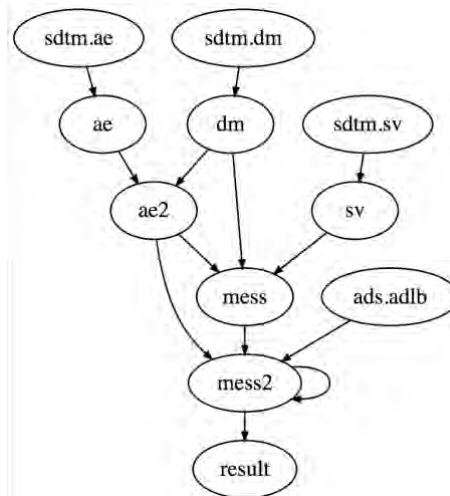 sdtm.ae
sdtm.dm
ae
dm
sdtm.sv
ae2
sv
mess
ads.adlb
mess2
result